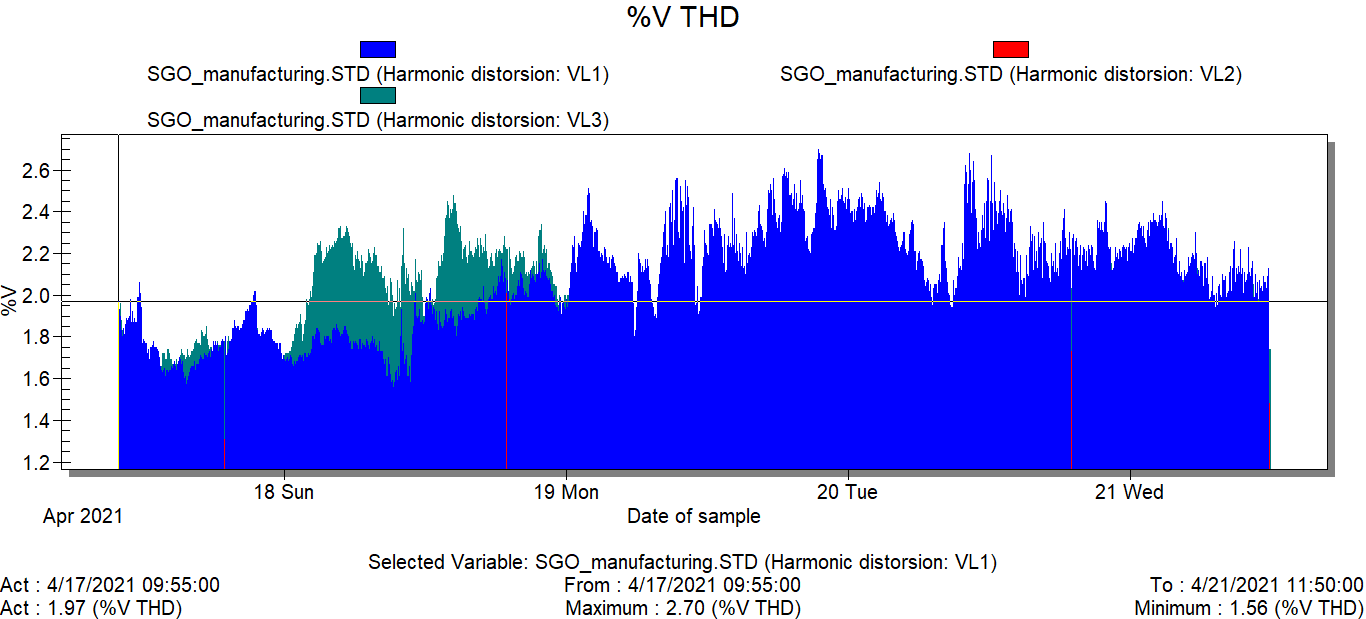 %V THD
SGO_manufacturing.STD (Harmonic distorsion: VL1)
SGO_manufacturing.STD (Harmonic distorsion: VL2)
SGO_manufacturing.STD (Harmonic distorsion: VL3)
2.6
2.4
2.2
2.0
1.8
1.6
1.4
1.2
%V
18 Sun
19 Mon
20 Tue
21 Wed
Apr 2021
Date of sample
Selected Variable: SGO_manufacturing.STD (Harmonic distorsion: VL1)
Act : 4/17/2021 09:55:00
From : 4/17/2021 09:55:00
To : 4/21/2021 11:50:00
Act : 1.97 (%V THD)
Maximum : 2.70 (%V THD)
Minimum : 1.56 (%V THD)